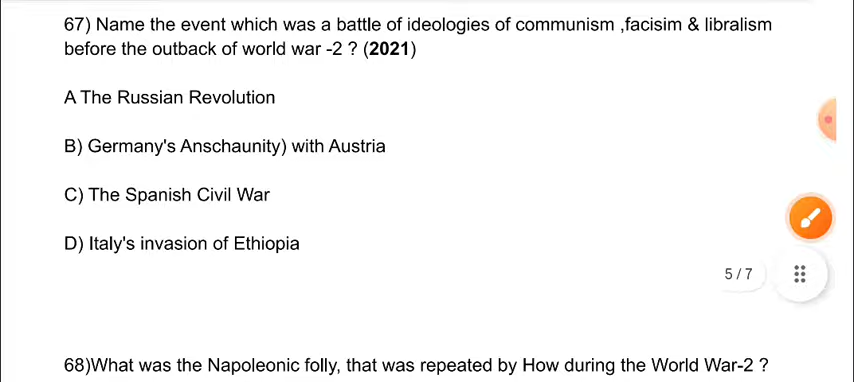 67) Name the event which was a battle of ideologies of communism ,facisim & libralism
before the outback of world war -2 ? (2021)
A The Russian Revolution
B) Germany's Anschaunity) with Austria
C) The Spanish Civil War
D) Italy's invasion of Ethiopia
5 / 7
68)What was the Napoleonic folly, that was repeated by How during the World War-2 ?